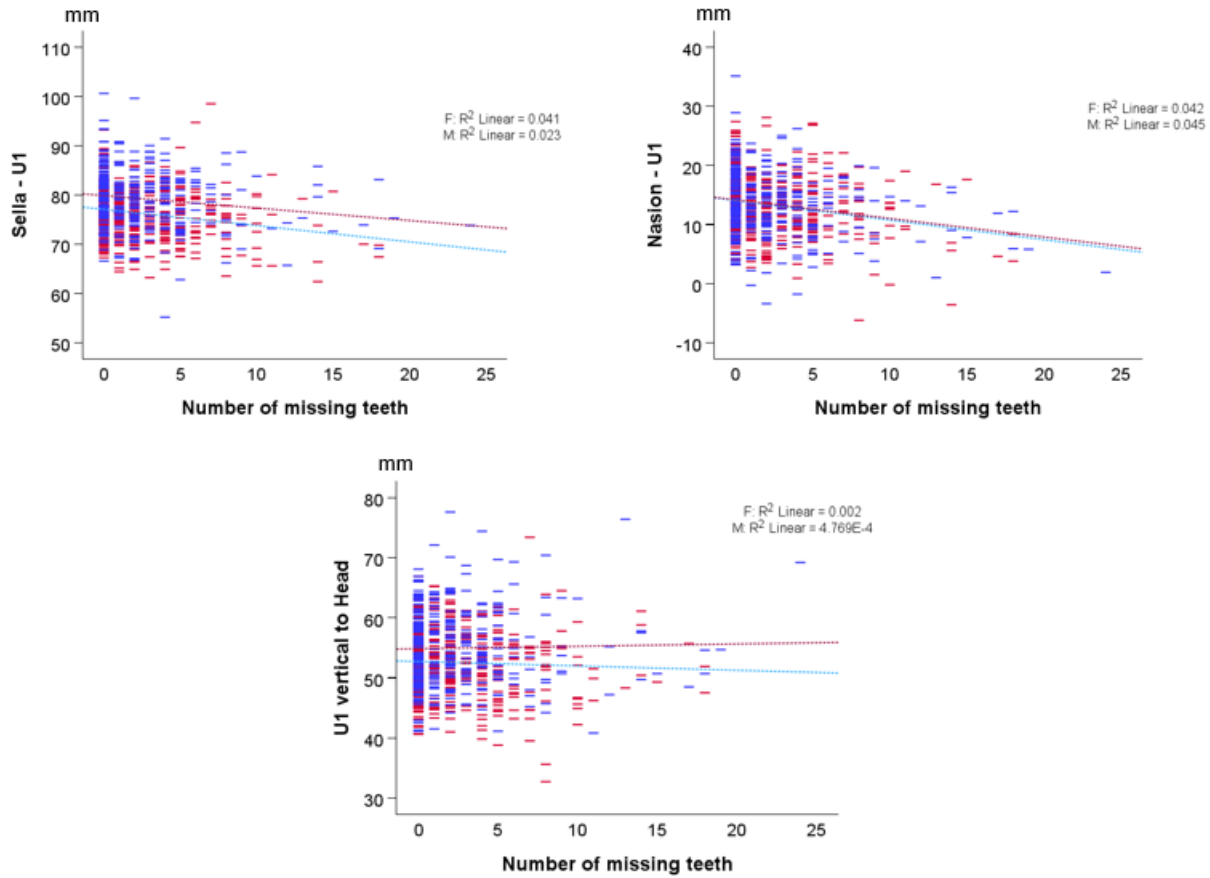 mm
Sella - U1
110
100
90
80
70
60
50
F: R² Linear = 0.041
M: R² Linear = 0.023
0 5 10 15 20 25
Number of missing teeth
mm
Nasion - U1
40
30
20
10
0
-10
F: R² Linear = 0.042
M: R² Linear = 0.045
0 5 10 15 20 25
Number of missing teeth
mm
U1 vertical to Head
80
70
60
50
40
30
F: R² Linear = 0.002
M: R² Linear = 4.769E-4
0 5 10 15 20 25
Number of missing teeth